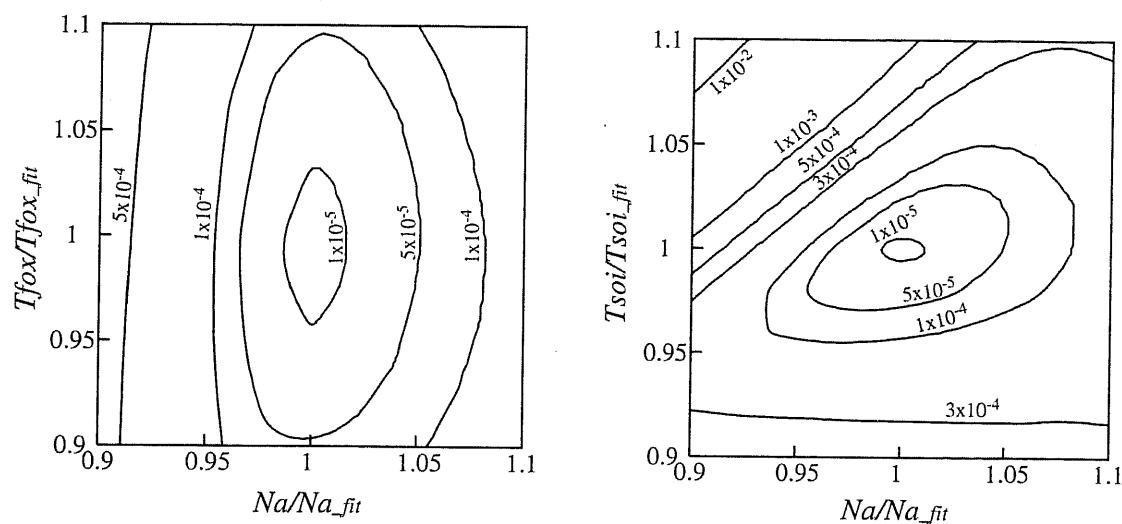 1.1
1.05
1
0.95
0.9
Tfox/Tfox_fit
5x10⁻⁴
1x10⁻⁴
1x10⁻⁵
5x10⁻⁵
1x10⁻⁴
0.9
0.95
1
1.05
1.1
Na/Na_fit
1.1
1.05
1
0.95
0.9
Tsoi/Tsoi_fit
1x10⁻²
1x10⁻³
5x10⁻⁴
3x10⁻⁴
1x10⁻⁵
5x10⁻⁵
1x10⁻⁴
3x10⁻⁴
0.9
0.95
1
1.05
1.1
Na/Na_fit